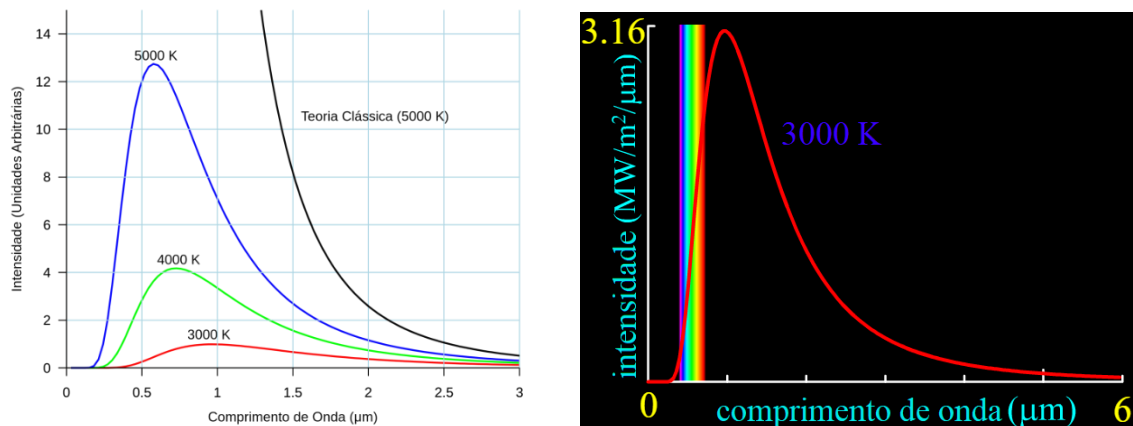 14
12
10
8
6
4
2
0
Intensidade (Unidades Arbitrárias)
5000 K
4000 K
3000 K
Teoria Clássica (5000 K)
0
0.5
1
1.5
2
2.5
3
Comprimento de Onda (µm)
3.16
intensidade (MW/m²/µm)
3000 K
0
comprimento de onda (µm)
6